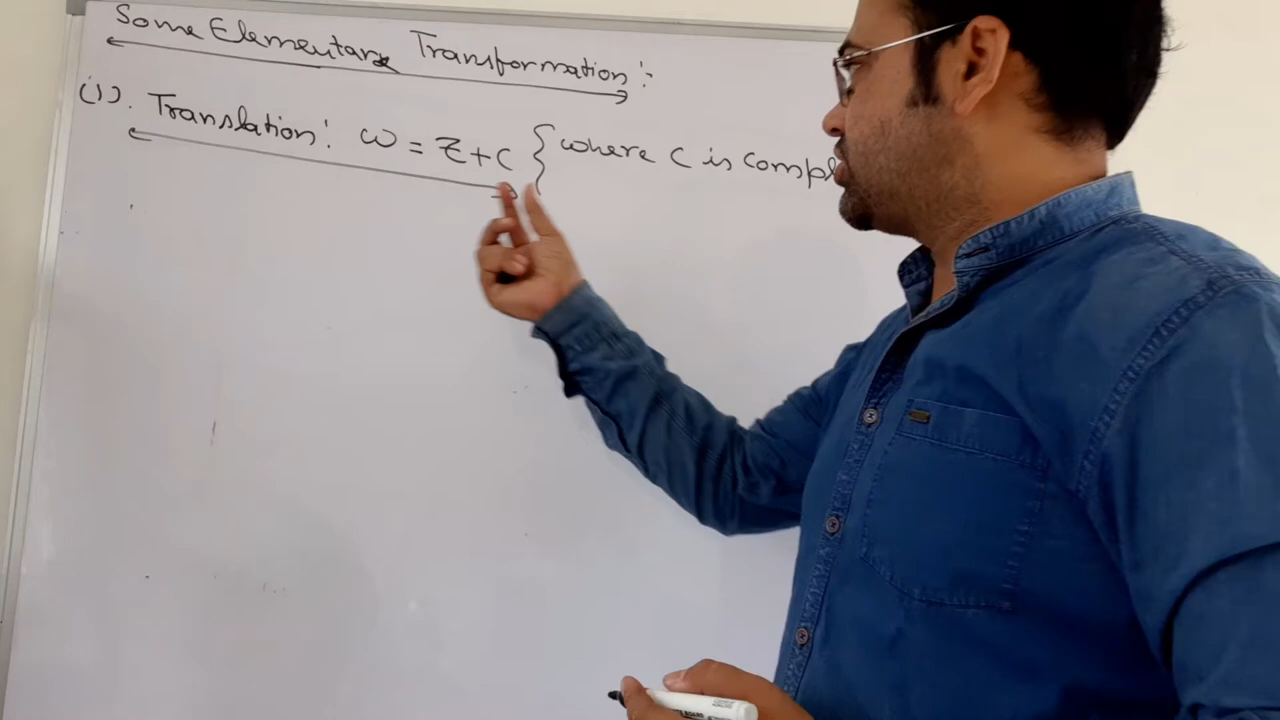 Some Elementary Transformation:
(1). Translation: ω = z+c { where c is compl